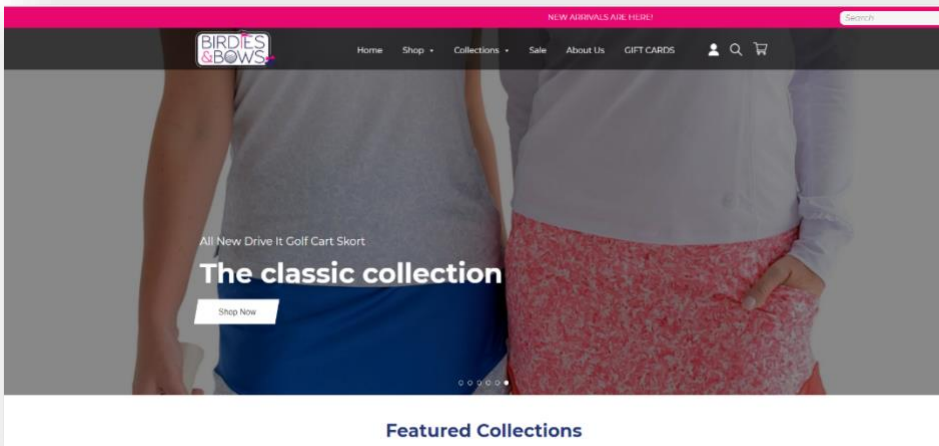 NEW ARRIVALS ARE HERE!
Search
BIRDIES
&BOWS
Home Shop Collections Sale About Us GIFT CARDS
All New Drive It Golf Cart Skort
The classic collection
Shop Now
Featured Collections